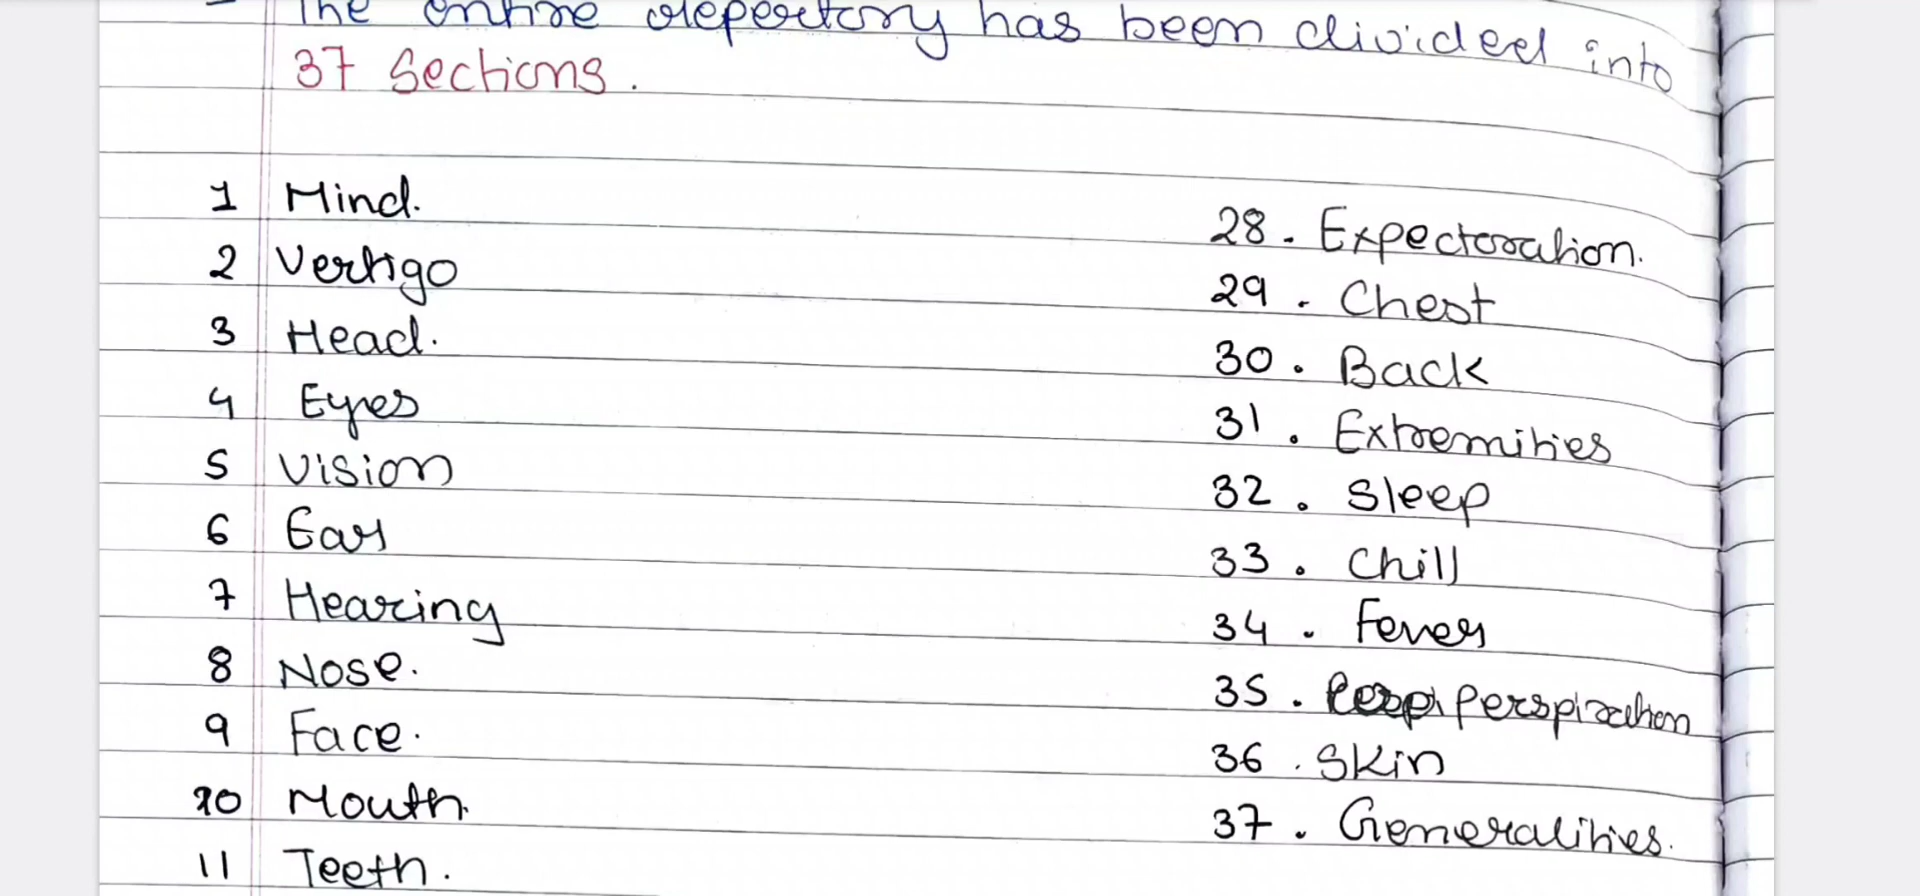 The entire repertory has been divided into
37 Sections.
1 Mind.
2 Vertigo
3 Head.
4 Eyes
5 Vision
6 Ear
7 Hearing
8 Nose.
9 Face.
10 Mouth.
11 Teeth.
28. Expectoration.
29. Chest
30. Back
31. Extremities
32. Sleep
33. Chill
34. Fever
35. Perspiration
36. Skin
37. Generalities.